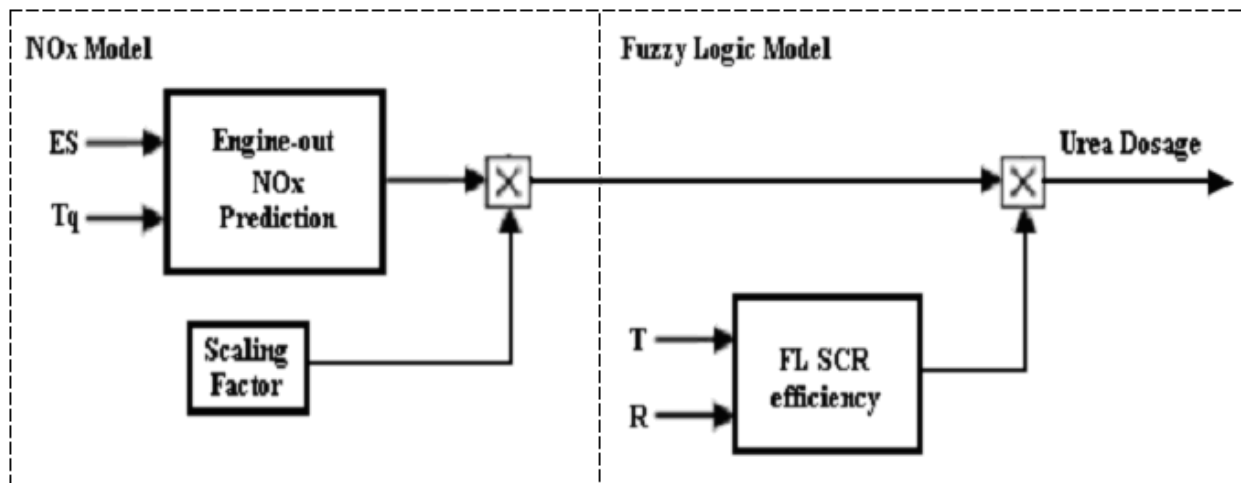 NOx Model
ES
Tq
Engine-out
NOx
Prediction
Scaling
Factor
Fuzzy Logic Model
Urea Dosage
T
R
FL SCR
efficiency